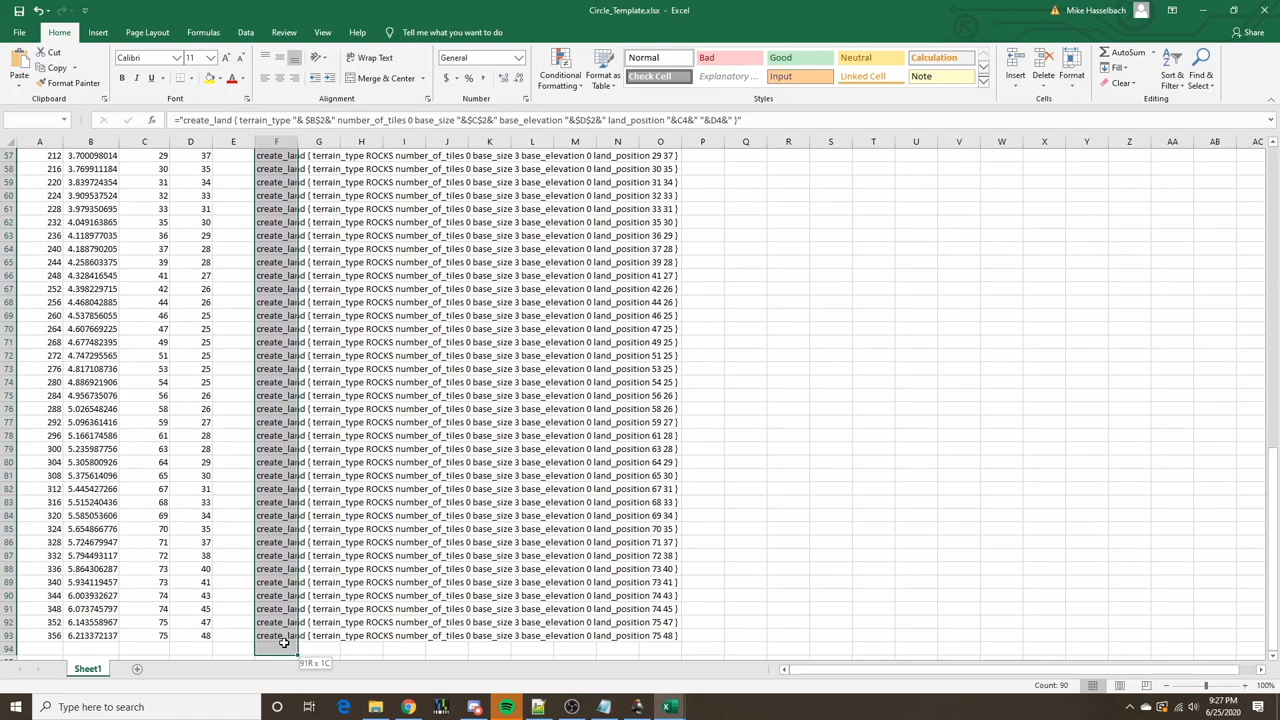 Circle_Template.xlsx - Excel
Mike Hasselbach
File Home Insert Page Layout Formulas Data Review View Help Tell me what you want to do Share
Paste Cut Copy Format Painter Clipboard
Calibri 11 B I U Font
Wrap Text Merge & Center Alignment
General $ % Number
Conditional Formatting Format as Table
Normal Bad Good Neutral Calculation
Check Cell Explanatory ... Input Linked Cell Note
Styles
Insert Delete Format Cells
AutoSum Fill Clear Sort & Filter Find & Select Editing
="create_land { terrain_type "& $B$2&" number_of_tiles 0 base_size "&$C$2&" base_elevation "&$D$2&" land_position "&C4&" "&D4&" }"
A B C D E F G H I J K L M N O P Q R S T U V W X Y Z AA AB AC
57 212 3.700098014 29 37 create_land { terrain_type ROCKS number_of_tiles 0 base_size 3 base_elevation 0 land_position 29 37 }
58 216 3.769911184 30 35 create_land { terrain_type ROCKS number_of_tiles 0 base_size 3 base_elevation 0 land_position 30 35 }
59 220 3.839724354 31 34 create_land { terrain_type ROCKS number_of_tiles 0 base_size 3 base_elevation 0 land_position 31 34 }
60 224 3.909537524 32 33 create_land { terrain_type ROCKS number_of_tiles 0 base_size 3 base_elevation 0 land_position 32 33 }
61 228 3.979350695 33 31 create_land { terrain_type ROCKS number_of_tiles 0 base_size 3 base_elevation 0 land_position 33 31 }
62 232 4.049163865 35 30 create_land { terrain_type ROCKS number_of_tiles 0 base_size 3 base_elevation 0 land_position 35 30 }
63 236 4.118977035 36 29 create_land { terrain_type ROCKS number_of_tiles 0 base_size 3 base_elevation 0 land_position 36 29 }
64 240 4.188790205 37 28 create_land { terrain_type ROCKS number_of_tiles 0 base_size 3 base_elevation 0 land_position 37 28 }
65 244 4.258603375 39 28 create_land { terrain_type ROCKS number_of_tiles 0 base_size 3 base_elevation 0 land_position 39 28 }
66 248 4.328416545 41 27 create_land { terrain_type ROCKS number_of_tiles 0 base_size 3 base_elevation 0 land_position 41 27 }
67 252 4.398229715 42 26 create_land { terrain_type ROCKS number_of_tiles 0 base_size 3 base_elevation 0 land_position 42 26 }
68 256 4.468042885 44 26 create_land { terrain_type ROCKS number_of_tiles 0 base_size 3 base_elevation 0 land_position 44 26 }
69 260 4.537856055 46 25 create_land { terrain_type ROCKS number_of_tiles 0 base_size 3 base_elevation 0 land_position 46 25 }
70 264 4.607669225 47 25 create_land { terrain_type ROCKS number_of_tiles 0 base_size 3 base_elevation 0 land_position 47 25 }
71 268 4.677482395 49 25 create_land { terrain_type ROCKS number_of_tiles 0 base_size 3 base_elevation 0 land_position 49 25 }
72 272 4.747295565 51 25 create_land { terrain_type ROCKS number_of_tiles 0 base_size 3 base_elevation 0 land_position 51 25 }
73 276 4.817108736 53 25 create_land { terrain_type ROCKS number_of_tiles 0 base_size 3 base_elevation 0 land_position 53 25 }
74 280 4.886921906 54 25 create_land { terrain_type ROCKS number_of_tiles 0 base_size 3 base_elevation 0 land_position 54 25 }
75 284 4.956735076 56 26 create_land { terrain_type ROCKS number_of_tiles 0 base_size 3 base_elevation 0 land_position 56 26 }
76 288 5.026548246 58 26 create_land { terrain_type ROCKS number_of_tiles 0 base_size 3 base_elevation 0 land_position 58 26 }
77 292 5.096361416 59 27 create_land { terrain_type ROCKS number_of_tiles 0 base_size 3 base_elevation 0 land_position 59 27 }
78 296 5.166174586 61 28 create_land { terrain_type ROCKS number_of_tiles 0 base_size 3 base_elevation 0 land_position 61 28 }
79 300 5.235987756 63 28 create_land { terrain_type ROCKS number_of_tiles 0 base_size 3 base_elevation 0 land_position 63 28 }
80 304 5.305800926 64 29 create_land { terrain_type ROCKS number_of_tiles 0 base_size 3 base_elevation 0 land_position 64 29 }
81 308 5.375614096 65 30 create_land { terrain_type ROCKS number_of_tiles 0 base_size 3 base_elevation 0 land_position 65 30 }
82 312 5.445427266 67 31 create_land { terrain_type ROCKS number_of_tiles 0 base_size 3 base_elevation 0 land_position 67 31 }
83 316 5.515240436 68 33 create_land { terrain_type ROCKS number_of_tiles 0 base_size 3 base_elevation 0 land_position 68 33 }
84 320 5.585053606 69 34 create_land { terrain_type ROCKS number_of_tiles 0 base_size 3 base_elevation 0 land_position 69 34 }
85 324 5.654866776 70 35 create_land { terrain_type ROCKS number_of_tiles 0 base_size 3 base_elevation 0 land_position 70 35 }
86 328 5.724679947 71 37 create_land { terrain_type ROCKS number_of_tiles 0 base_size 3 base_elevation 0 land_position 71 37 }
87 332 5.794493117 72 38 create_land { terrain_type ROCKS number_of_tiles 0 base_size 3 base_elevation 0 land_position 72 38 }
88 336 5.864306287 73 40 create_land { terrain_type ROCKS number_of_tiles 0 base_size 3 base_elevation 0 land_position 73 40 }
89 340 5.934119457 73 41 create_land { terrain_type ROCKS number_of_tiles 0 base_size 3 base_elevation 0 land_position 73 41 }
90 344 6.003932627 74 43 create_land { terrain_type ROCKS number_of_tiles 0 base_size 3 base_elevation 0 land_position 74 43 }
91 348 6.073745797 74 45 create_land { terrain_type ROCKS number_of_tiles 0 base_size 3 base_elevation 0 land_position 74 45 }
92 352 6.143558967 75 47 create_land { terrain_type ROCKS number_of_tiles 0 base_size 3 base_elevation 0 land_position 75 47 }
93 356 6.213372137 75 48 create_land { terrain_type ROCKS number_of_tiles 0 base_size 3 base_elevation 0 land_position 75 48 }
94
91R x 1C
Sheet1
Count: 90 100%
Type here to search
9:27 PM
6/25/2020